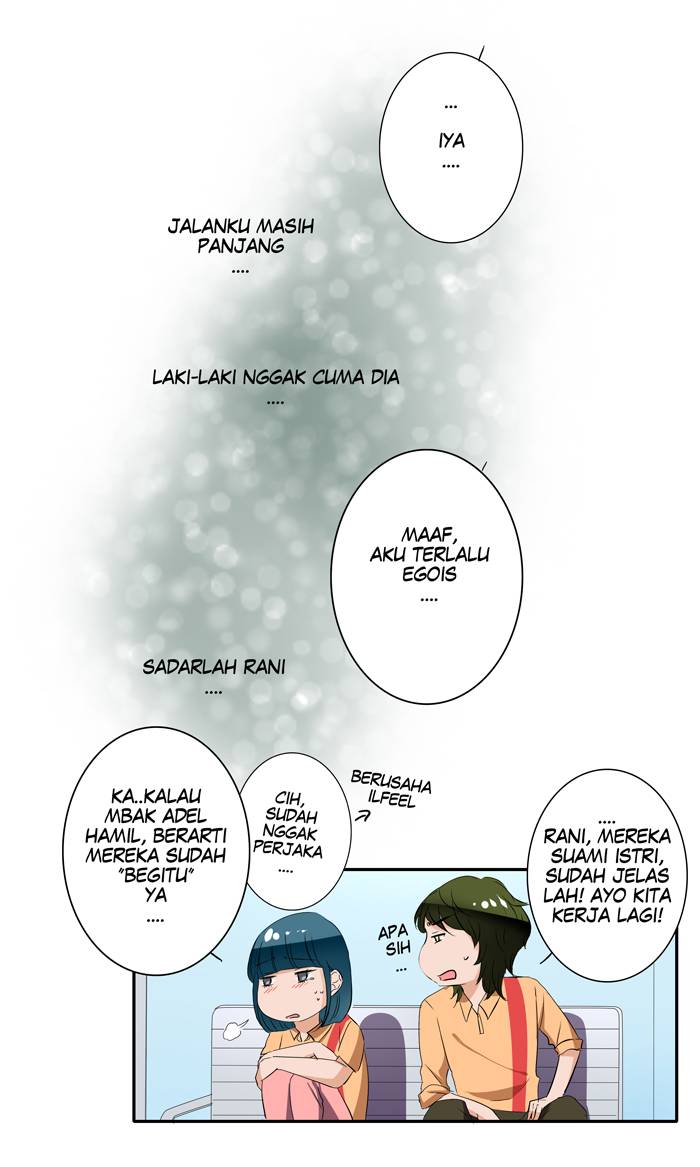 ...
IYA
....
JALANKU MASIH
PANJANG
....
LAKI-LAKI NGGAK CUMA DIA
....
MAAF,
AKU TERLALU
EGOIS
....
SADARLAH RANI
....
KA..KALAU
MBAK ADEL
HAMIL, BERARTI
MEREKA SUDAH
"BEGITU"
YA
....
CIH,
SUDAH
NGGAK
PERJAKA
....
BERUSAHA
ILFEEL
APA
SIH
...
....
RANI, MEREKA
SUAMI ISTRI,
SUDAH JELAS
LAH! AYO KITA
KERJA LAGI!